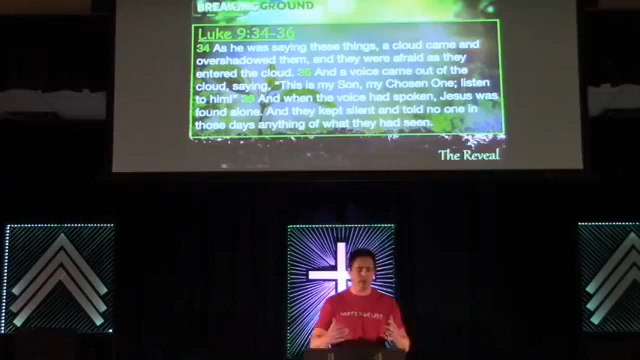 BREAKINGGROUND
Luke 9:34-36
34 As he was saying these things, a cloud came and
overshadowed them, and they were afraid as they
entered the cloud. 35 And a voice came out of the
cloud, saying, "This is my Son, my Chosen One; listen
to him!" 36 And when the voice had spoken, Jesus was
found alone. And they kept silent and told no one in
those days anything of what they had seen.
The Reveal